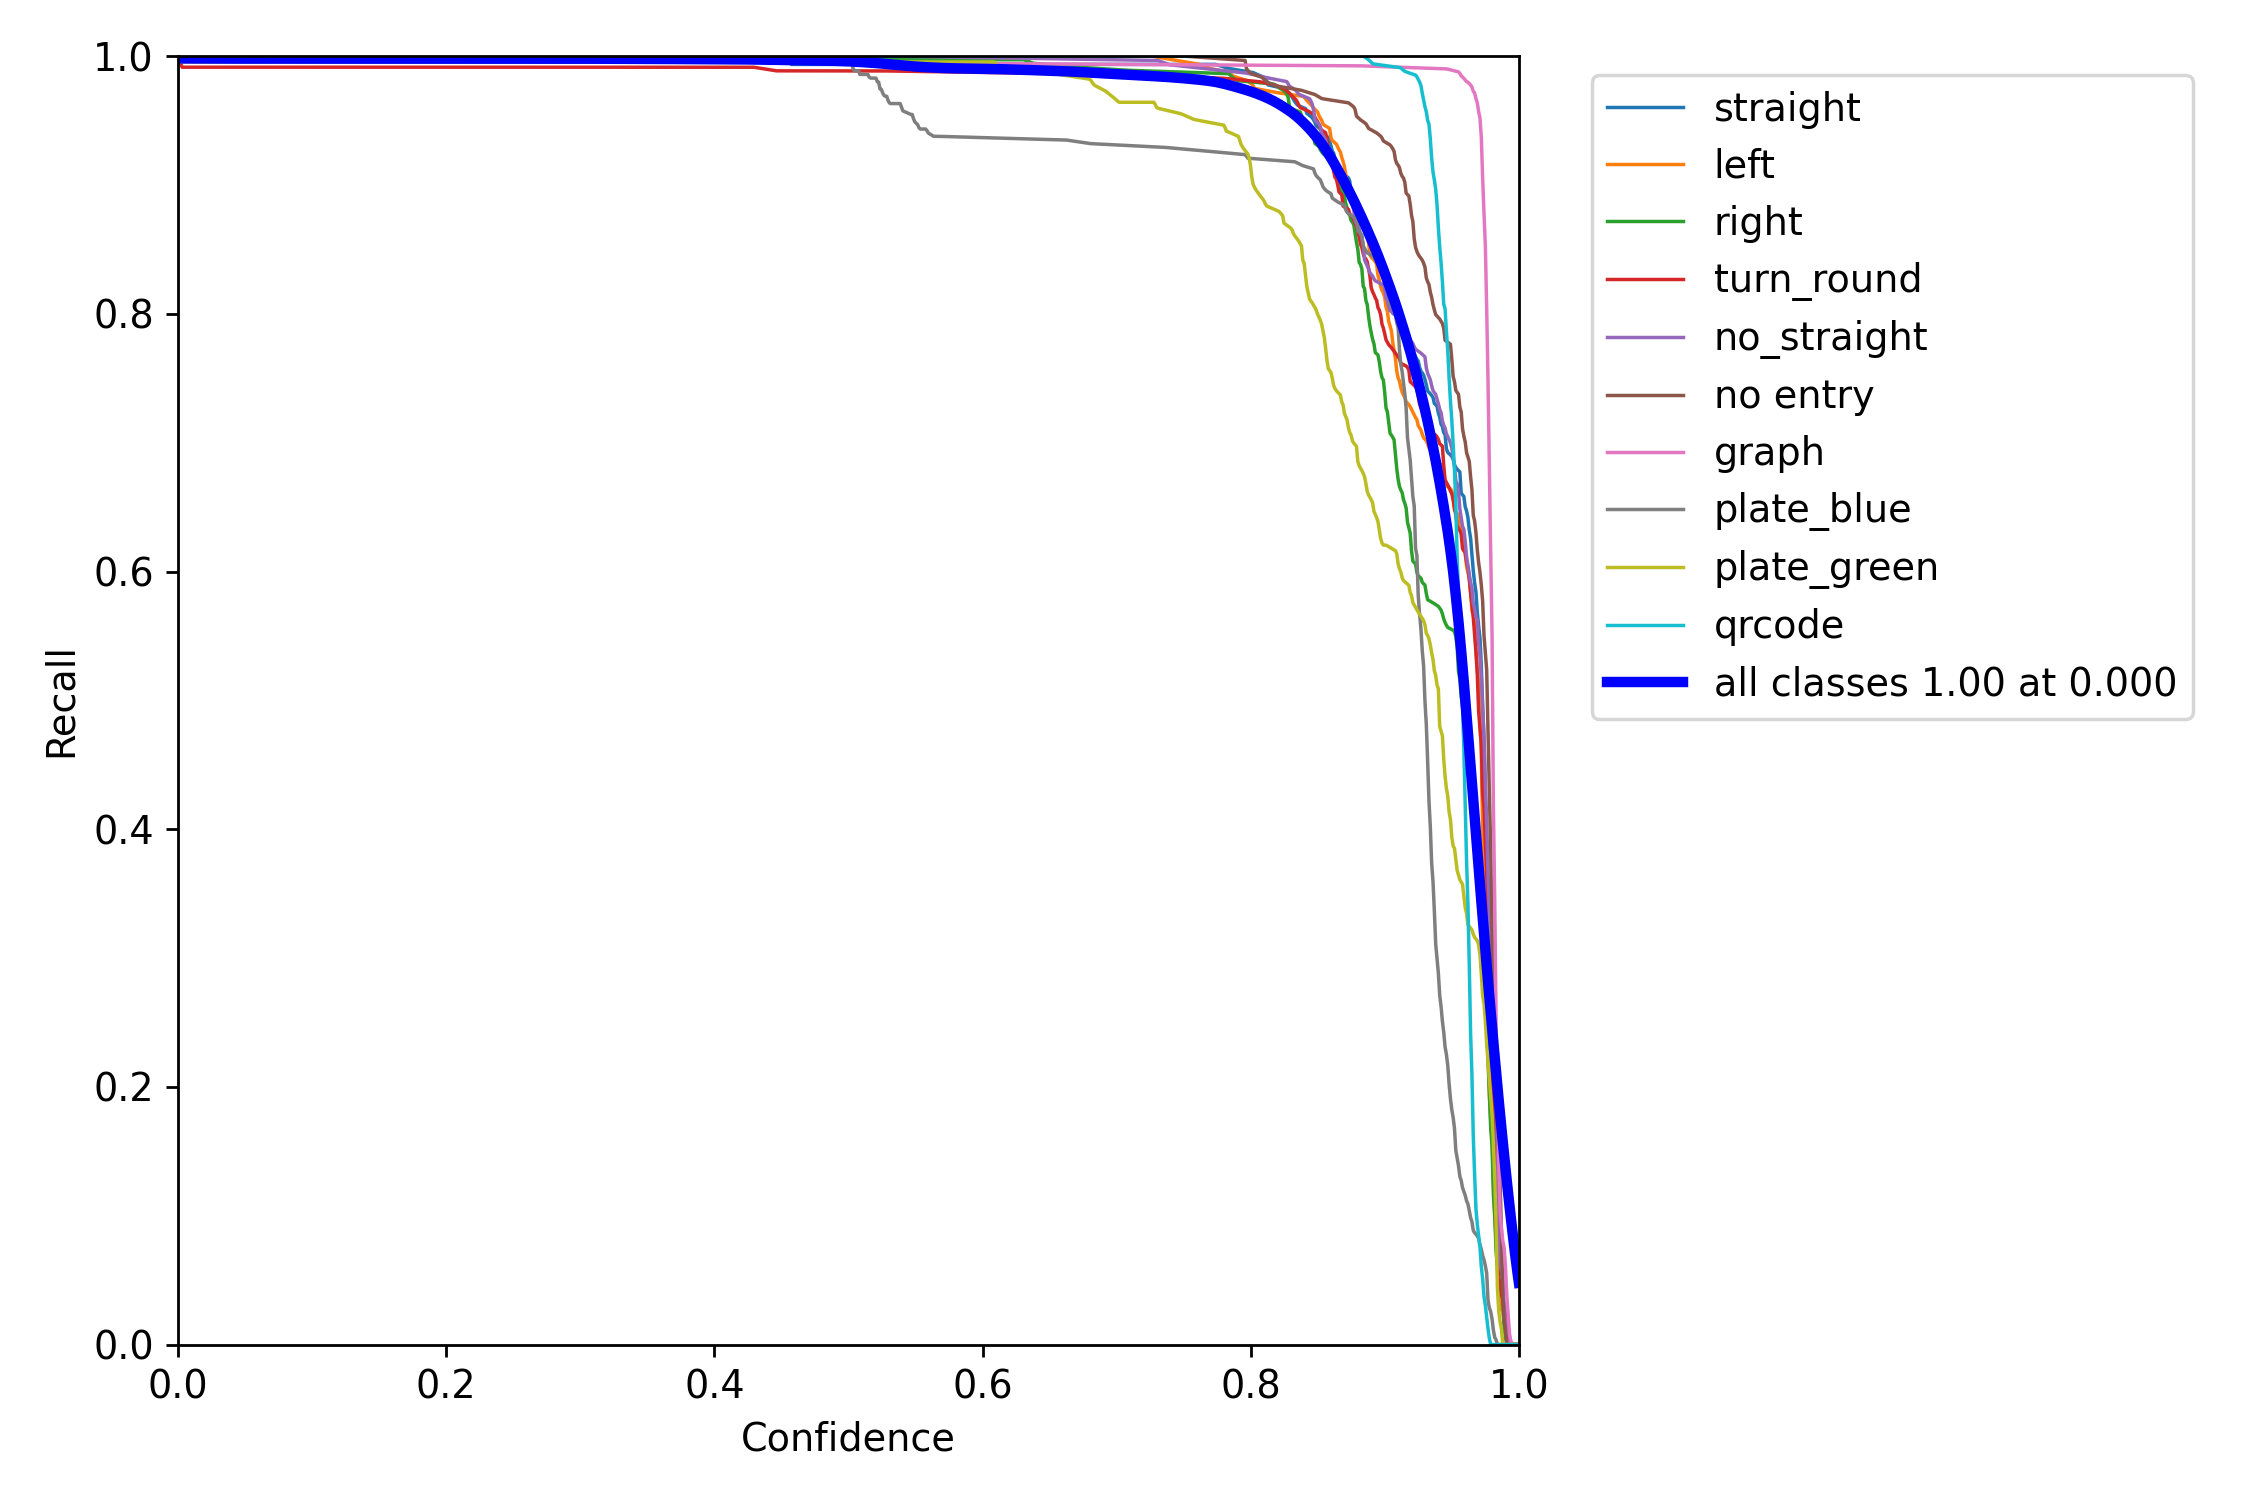 1.0
0.8
0.6
0.4
0.2
0.0
Recall
0.0 0.2 0.4 0.6 0.8 1.0
Confidence
straight
left
right
turn_round
no_straight
no entry
graph
plate_blue
plate_green
qrcode
all classes 1.00 at 0.000